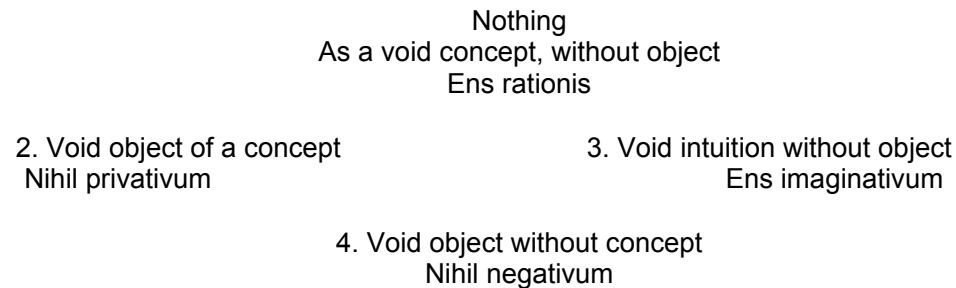 Nothing
As a void concept, without object
Ens rationis
2. Void object of a concept
Nihil privativum
3. Void intuition without object
Ens imaginativum
4. Void object without concept
Nihil negativum